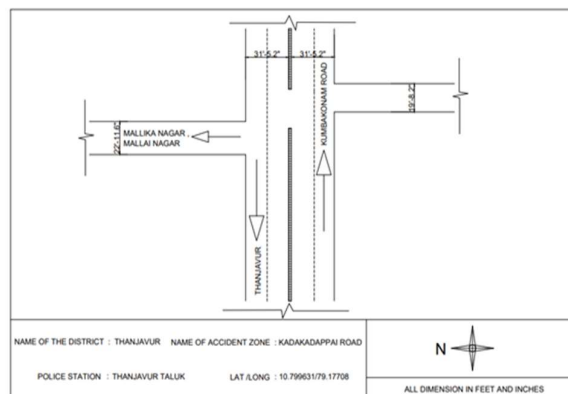 31'-5.2" 31'-5.2"
KUMBAKONAM ROAD
19'-8.2"
22'-11.6"
MALLIKA NAGAR ,
MALLAI NAGAR
THANJAVUR
NAME OF THE DISTRICT : THANJAVUR NAME OF ACCIDENT ZONE : KADAKADAPPAI ROAD
POLICE STATION : THANJAVUR TALUK LAT /LONG : 10.799631/79.17708
N
ALL DIMENSION IN FEET AND INCHES